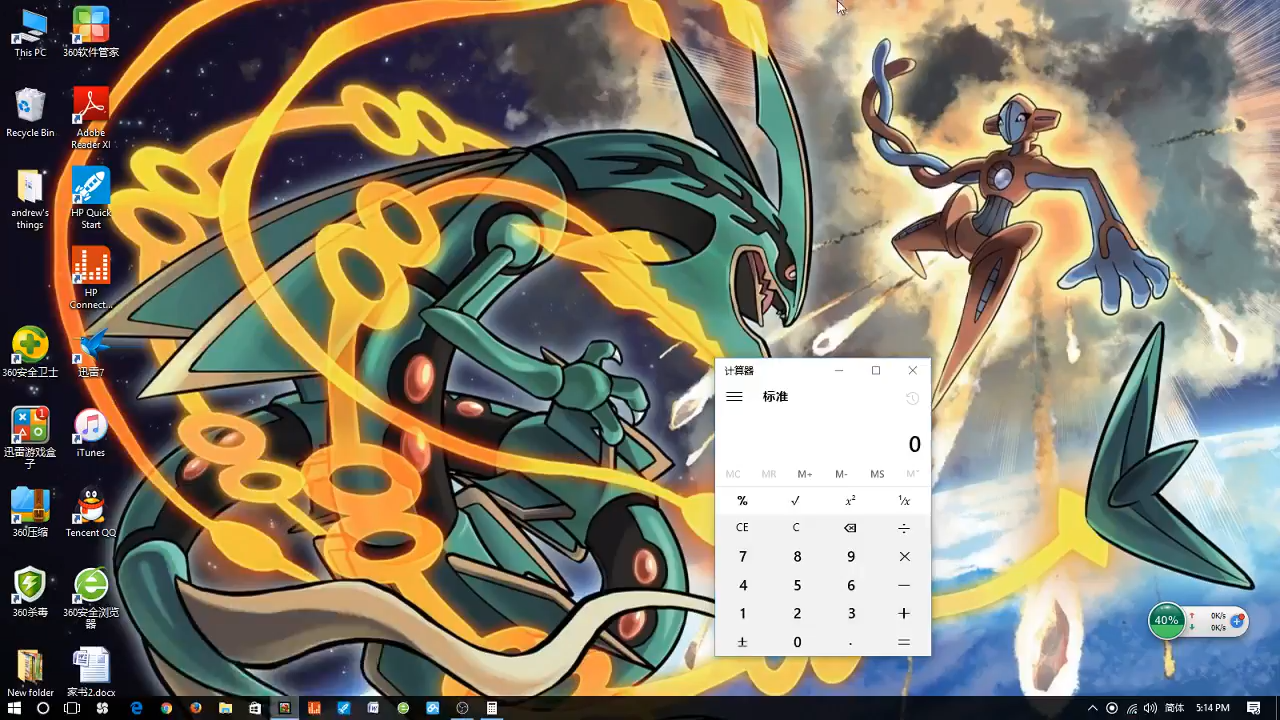 This PC
360软件管家
Recycle Bin
Adobe
Reader XI
andrew's
things
HP Quick
Start
HP
Connect...
360安全卫士
迅雷7
迅雷游戏盒
子
iTunes
360压缩
Tencent QQ
360杀毒
360安全浏览
器
New folder
家书2.docx
计算器
标准
0
MC MR M+ M- MS M˅
% √ x² ¹/x
CE C ⌫ ÷
7 8 9 ×
4 5 6 −
1 2 3 +
± 0 . =
40%
0K/s
0K/s
简体 5:14 PM